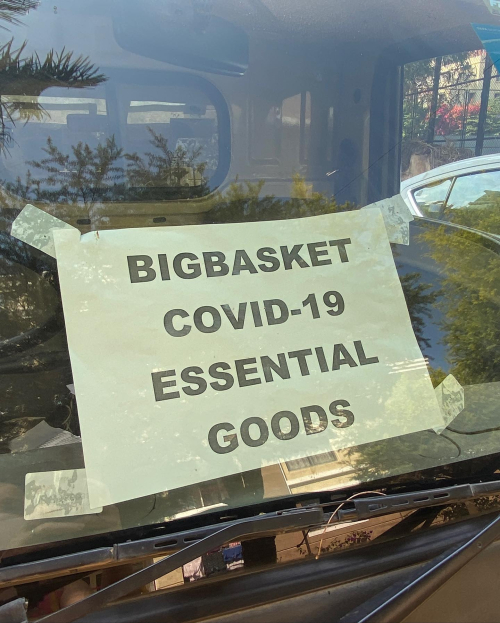 BIGBASKET
COVID-19
ESSENTIAL
GOODS